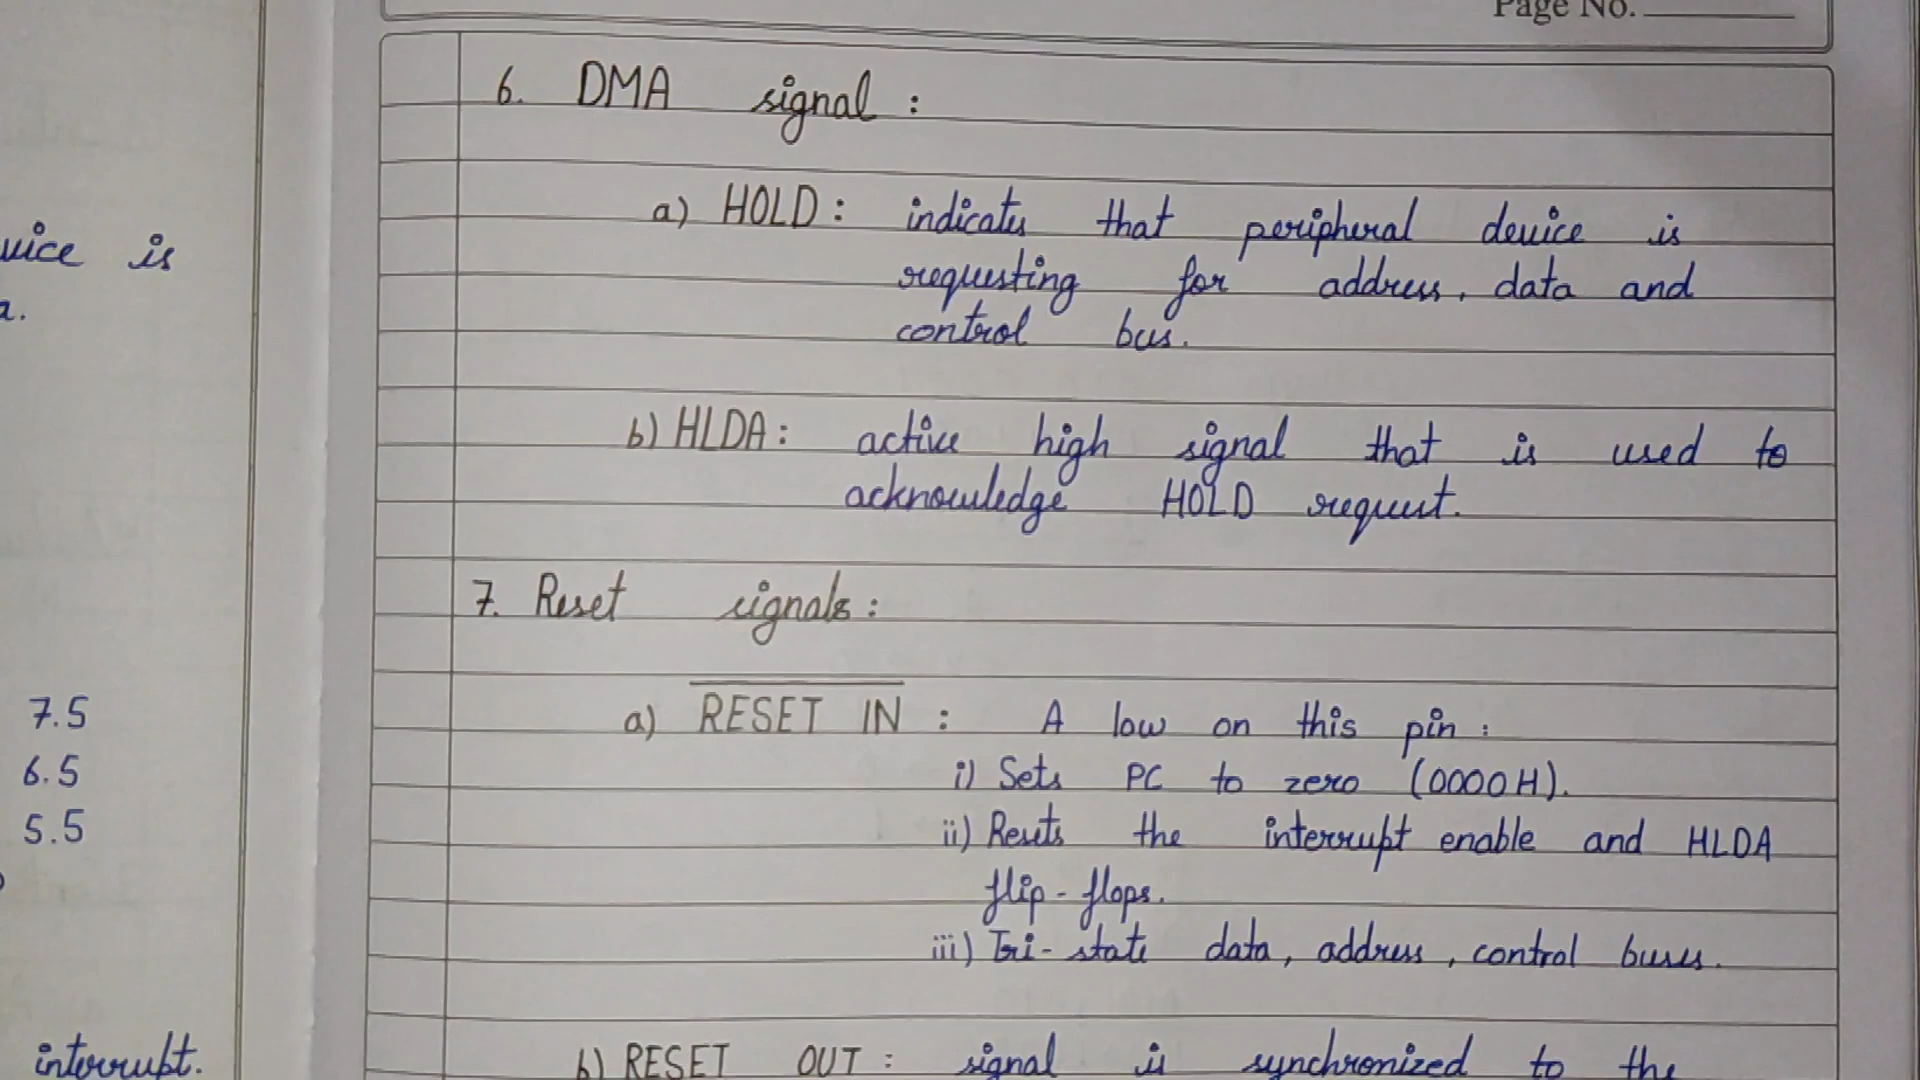 Page No.
6. DMA signal :
a) HOLD : indicates that peripheral device is
requesting for address, data and
control bus.
b) HLDA : active high signal that is used to
acknowledge HOLD request.
7. Reset signals :
a) RESET IN : A low on this pin :
i) Sets PC to zero (0000H).
ii) Resets the interrupt enable and HLDA
flip-flops.
iii) Tri-state data, address, control buses.
b) RESET OUT : signal is synchronized to the
is
7.5
6.5
5.5
interrupt.